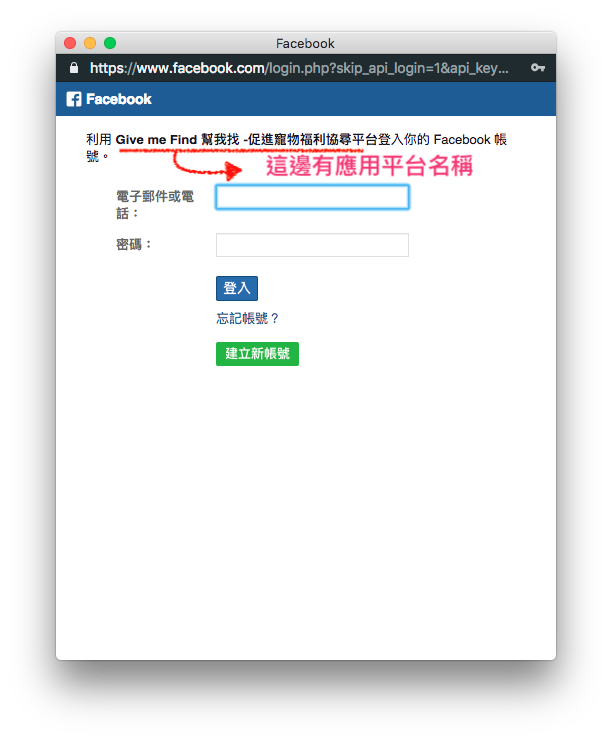 Facebook
https://www.facebook.com/login.php?skip_api_login=1&api_key...
Facebook
利用 Give me Find 幫我找 -促進寵物福利協尋平台登入你的 Facebook 帳
號。
這邊有應用平台名稱
電子郵件或電
話：
密碼：
登入
忘記帳號？
建立新帳號